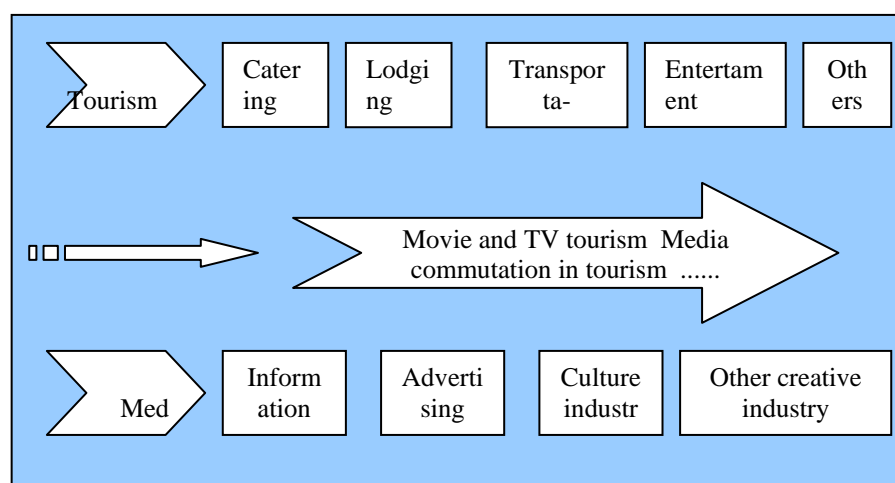 Tourism
Cater
ing
Lodgi
ng
Transpor
ta-
Entertam
ent
Oth
ers
Movie and TV tourism Media
commutation in tourism ......
Med
Inform
ation
Adverti
sing
Culture
industr
Other creative
industry